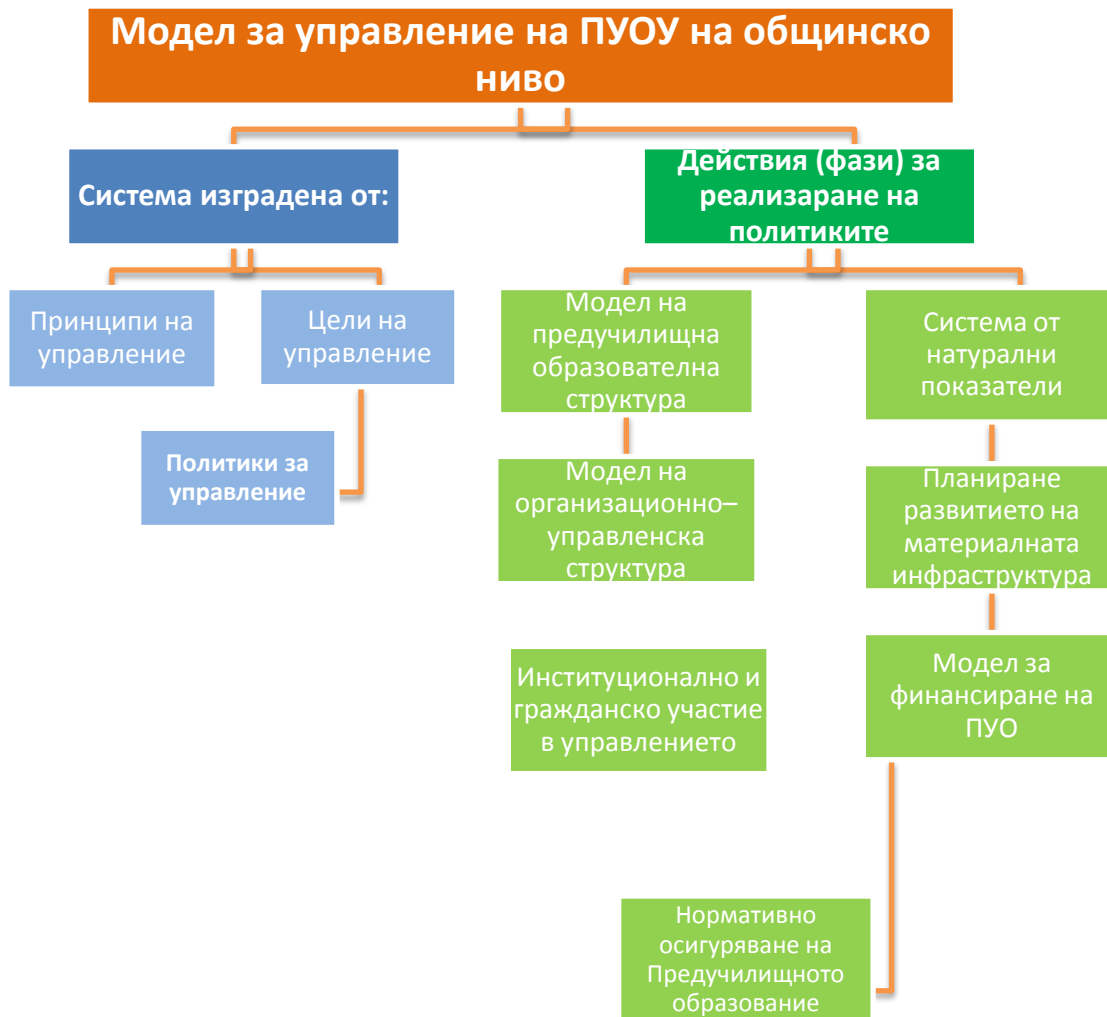 Модел за управление на ПУОУ на общинско
ниво
Система изградена от:
Действия (фази) за
реализаране на
политиките
Принципи на
управление
Цели на
управление
Политики за
управление
Модел на
предучилищна
образователна
структура
Система от
натурални
показатели
Модел на
организационно–
управленска
структура
Планиране
развитието на
материалната
инфраструктура
Институционално и
гражданско участие
в управлението
Модел за
финансиране на
ПУО
Нормативно
осигуряване на
Предучилищното
образование